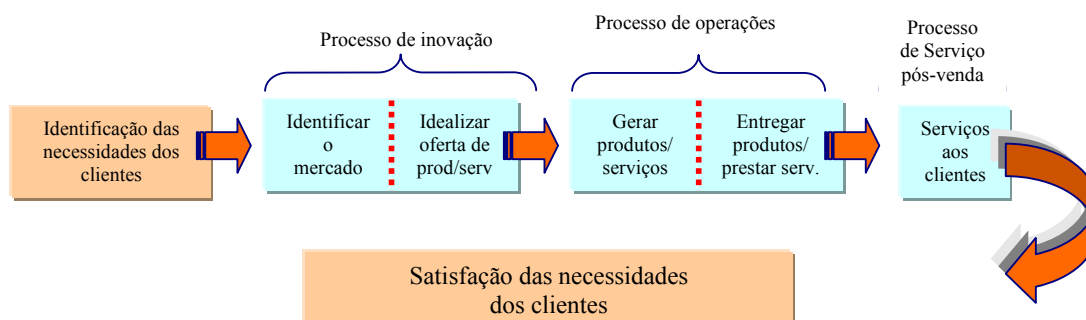 Processo de inovação
Processo de operações
Processo
de Serviço
pós-venda
Identificação das
necessidades dos
clientes
Identificar
o
mercado
Idealizar
oferta de
prod/serv
Gerar
produtos/
serviços
Entregar
produtos/
prestar serv.
Serviços
aos
clientes
Satisfação das necessidades
dos clientes